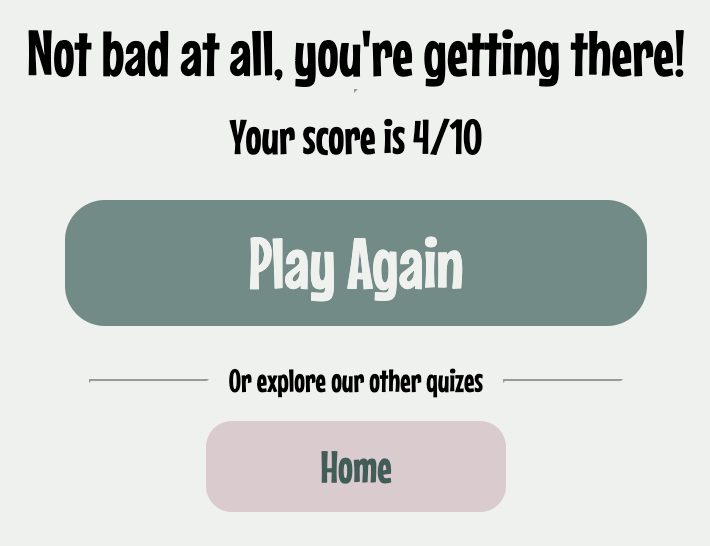 Not bad at all, you're getting there!
Your score is 4/10
Play Again
Or explore our other quizes
Home